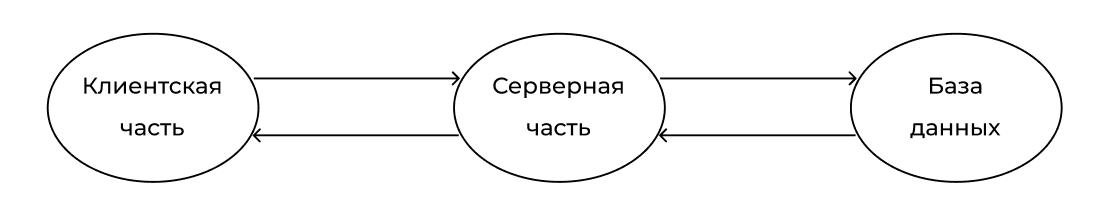 Клиентская
часть
Серверная
часть
База
данных